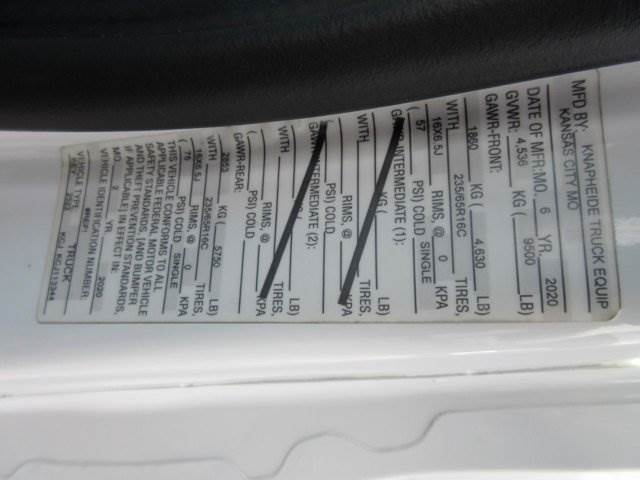 MFD BY: KNAPHEIDE TRUCK EQUIP
KANSAS CITY MO
DATE OF MFR:MO. 6 YR. 2020
GVWR: 4,536 KG ( 9900 LB)
GAWR-FRONT:
1860 KG ( 4,630 LB)
WITH 235/65R16C TIRES,
16X6.5J RIMS, @ 0 KPA
( 57 PSI) COLD SINGLE
GAWR-INTERMEDIATE (1):
KG ( LB)
WITH TIRES,
RIMS, @ KPA
( PSI) COLD
GAWR-INTERMEDIATE (2):
( LB)
WITH TIRES,
RIMS, @ KPA
( PSI) COLD
GAWR-REAR:
KG ( 5750 LB)
WITH 235/65R16C TIRES,
16X6.5J RIMS, @ 0 KPA
( 76 PSI) COLD SINGLE
THIS VEHICLE CONFORMS TO ALL
APPLICABLE FEDERAL MOTOR VEHICLE
SAFETY STANDARDS, AND BUMPER
AND THEFT PREVENTION STANDARDS,
IF APPLICABLE, IN EFFECT IN:
MO. 2 YR 2020
VEHICLE IDENTIFICATION NUMBER:
VEHICLE TYPE TRUCK